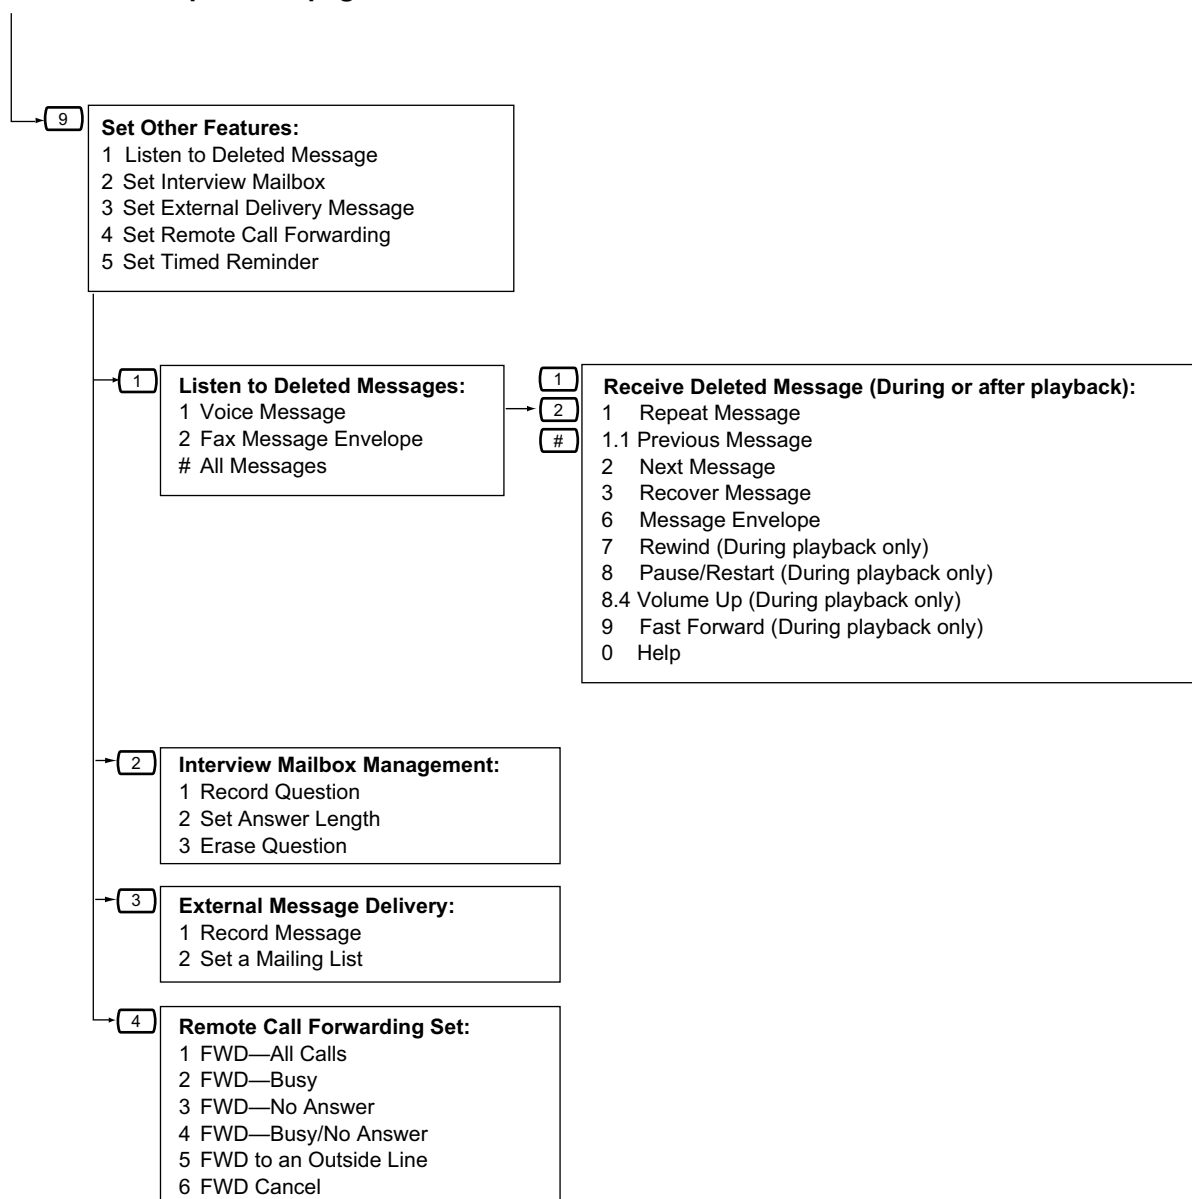 9
Set Other Features:
1 Listen to Deleted Message
2 Set Interview Mailbox
3 Set External Delivery Message
4 Set Remote Call Forwarding
5 Set Timed Reminder
1
Listen to Deleted Messages:
1 Voice Message
2 Fax Message Envelope
# All Messages
1
2
#
Receive Deleted Message (During or after playback):
1 Repeat Message
1.1 Previous Message
2 Next Message
3 Recover Message
6 Message Envelope
7 Rewind (During playback only)
8 Pause/Restart (During playback only)
8.4 Volume Up (During playback only)
9 Fast Forward (During playback only)
0 Help
2
Interview Mailbox Management:
1 Record Question
2 Set Answer Length
3 Erase Question
3
External Message Delivery:
1 Record Message
2 Set a Mailing List
4
Remote Call Forwarding Set:
1 FWD—All Calls
2 FWD—Busy
3 FWD—No Answer
4 FWD—Busy/No Answer
5 FWD to an Outside Line
6 FWD Cancel